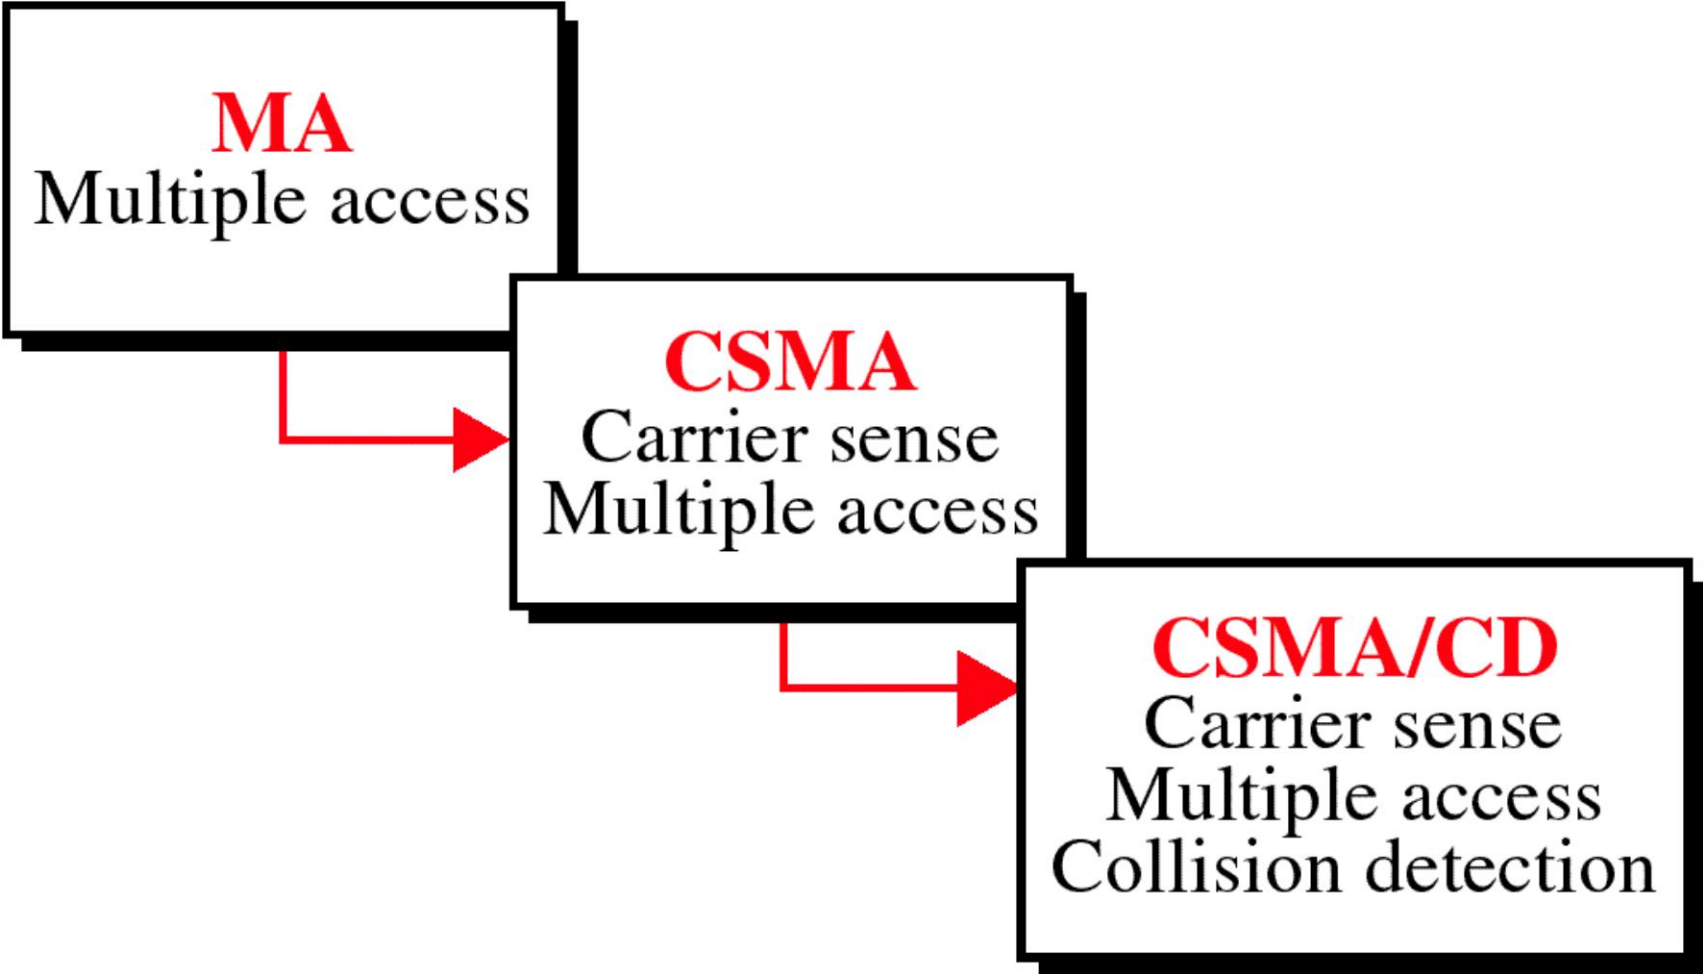 MA
Multiple access
CSMA
Carrier sense
Multiple access
CSMA/CD
Carrier sense
Multiple access
Collision detection